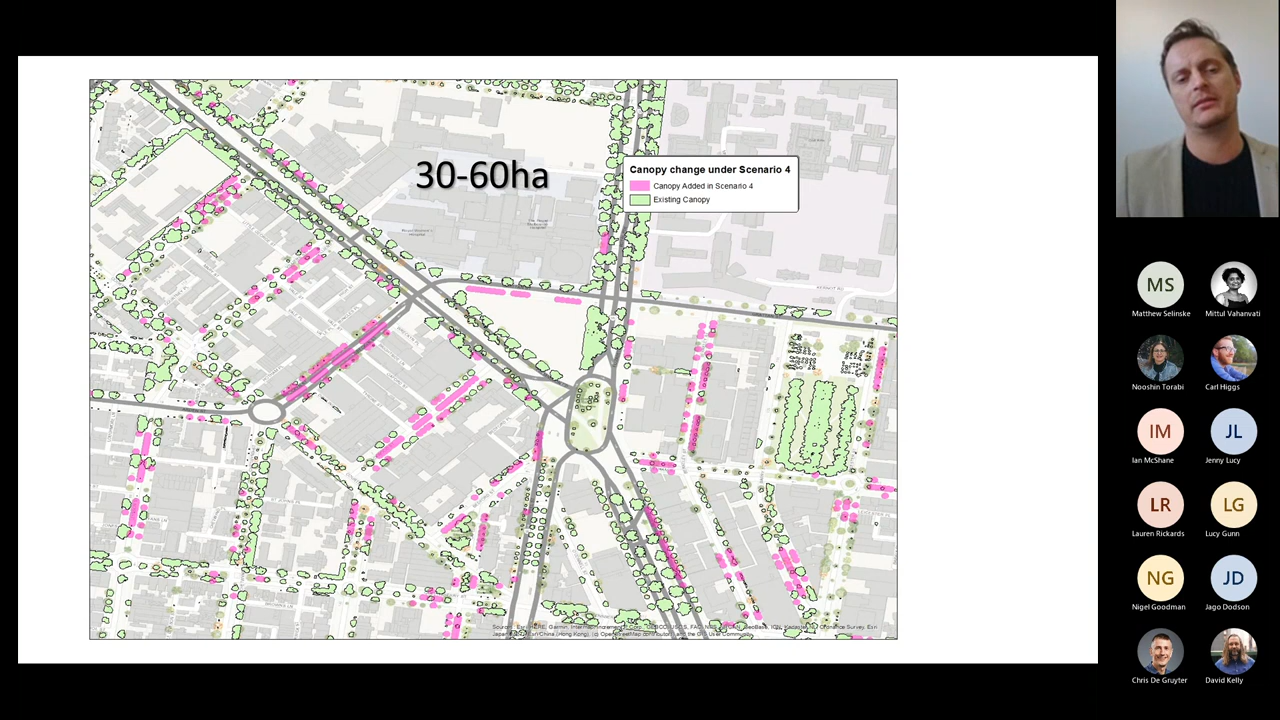 30-60ha
Canopy change under Scenario 4
Canopy Added in Scenario 4
Existing Canopy
MS
Matthew Selinske
Mittul Vahanvati
Nooshin Torabi
Carl Higgs
IM
JL
Ian McShane
Jenny Lucy
LR
LG
Lauren Rickards
Lucy Gunn
NG
JD
Nigel Goodman
Jago Dodson
Chris De Gruyter
David Kelly